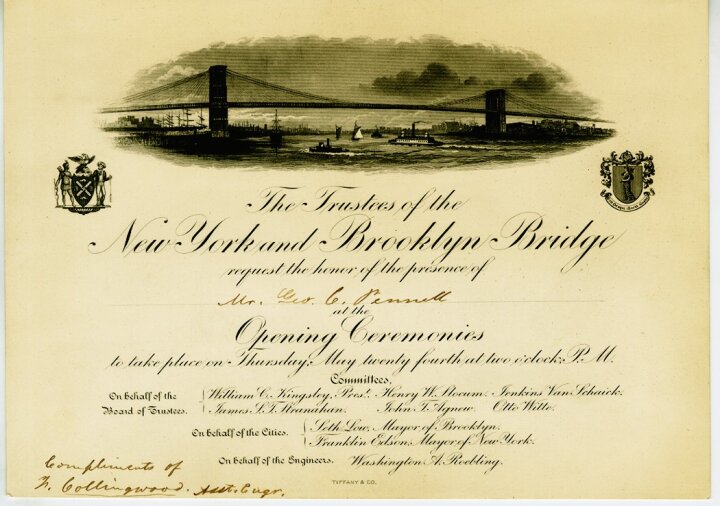 The Trustees of the
New York and Brooklyn Bridge
request the honor of the presence of
Mr. Geo. C. Pennell
at the
Opening Ceremonies
to take place on Thursday, May twenty fourth at two o'clock, P.M.
Committees,
On behalf of the Board of Trustees.
William C. Kingsley, Prest. Henry W. Slocum. Jenkins Van Schaick.
James S.T. Stranahan. John T. Agnew. Otto Witte.
On behalf of the Cities.
Seth Low, Mayor of Brooklyn.
Franklin Edson, Mayor of New York.
On behalf of the Engineers. Washington A. Roebling.
Compliments of
F. Collingwood. Asst. Engr.
TIFFANY & CO.